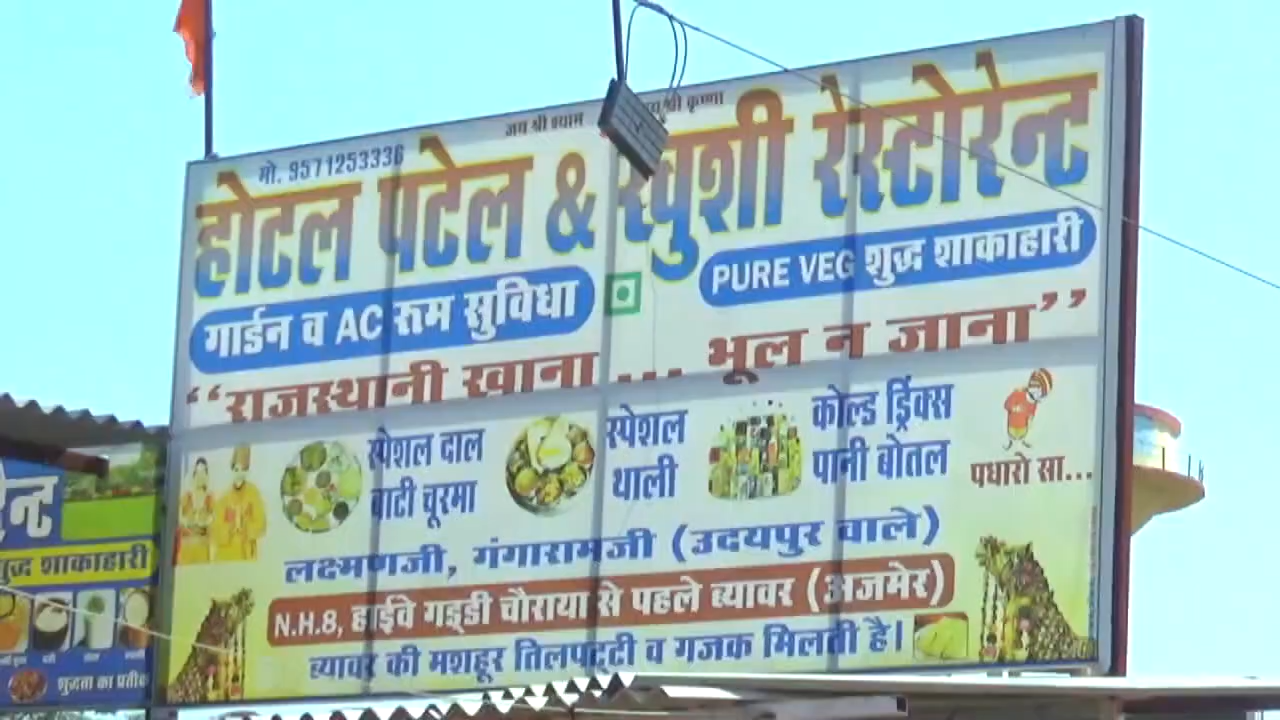 जय श्री श्याम
श्री कृष्णा
मो. 9571253336
होटल पटेल & खुशी रेस्टोरेन्ट
गार्डन व AC रूम सुविधा
PURE VEG शुद्ध शाकाहारी
“राजस्थानी खाना ... भूल न जाना”
स्पेशल दाल
बाटी चूरमा
स्पेशल
थाली
कोल्ड ड्रिंक्स
पानी बोतल
पधारो सा...
लक्ष्मणजी, गंगारामजी (उदयपुर वाले)
N.H.8, हाईवे गड्डी चौराया से पहले ब्यावर (अजमेर)
ब्यावर की मशहूर तिलपट्टी व गजक मिलती है।
शुद्ध शाकाहारी
शुद्धता का प्रतीक